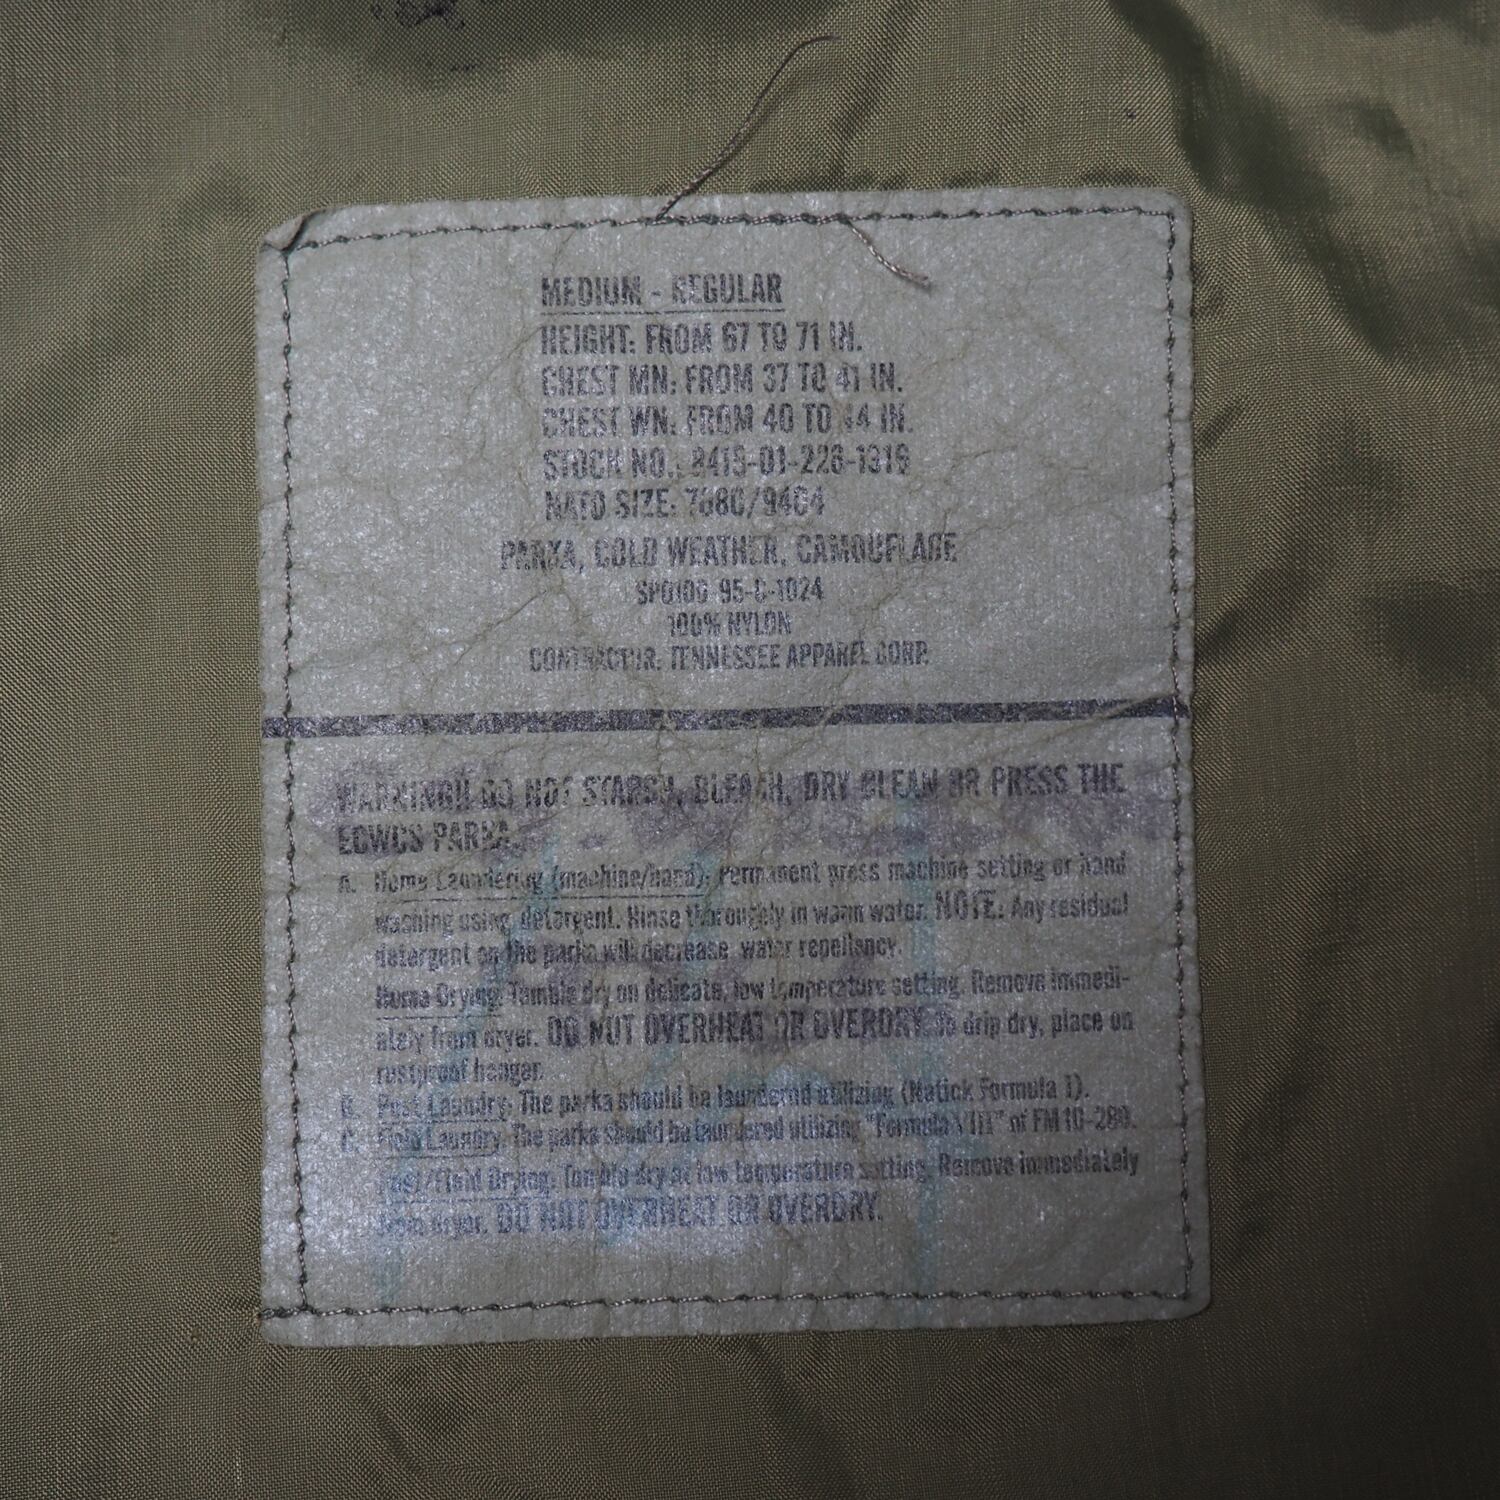 MEDIUM - REGULAR
HEIGHT: FROM 67 TO 71 IN.
CHEST MN: FROM 37 TO 41 IN.
CHEST WN: FROM 40 TO 44 IN.
STOCK NO.: 8415-01-228-1316
NATO SIZE: 7080/9404
PARKA, COLD WEATHER, CAMOUFLAGE
SPO100-95-C-1024
100% NYLON
CONTRACTOR: TENNESSEE APPAREL CORP.
WARNING!! DO NOT STARCH, BLEACH, DRY CLEAN OR PRESS THE
ECWCS PARKA.
A. Home Laundering (machine/hand): Permanent press machine setting or hand
washing using detergent. Rinse thoroughly in warm water. NOTE: Any residual
detergent on the parka will decrease water repellancy.
Home Drying: Tumble dry on delicate, low temperature setting. Remove immedi-
ately from dryer. DO NOT OVERHEAT OR OVERDRY. To drip dry, place on
rustproof hanger.
B. Post Laundry: The parka should be laundered utilizing (Natick Formula 1).
C. Field Laundry: The parka should be laundered utilizing "Formula VIII" of FM 10-280.
Post/Field Drying: Tumble dry at low temperature setting. Remove immediately
from dryer. DO NOT OVERHEAT OR OVERDRY.